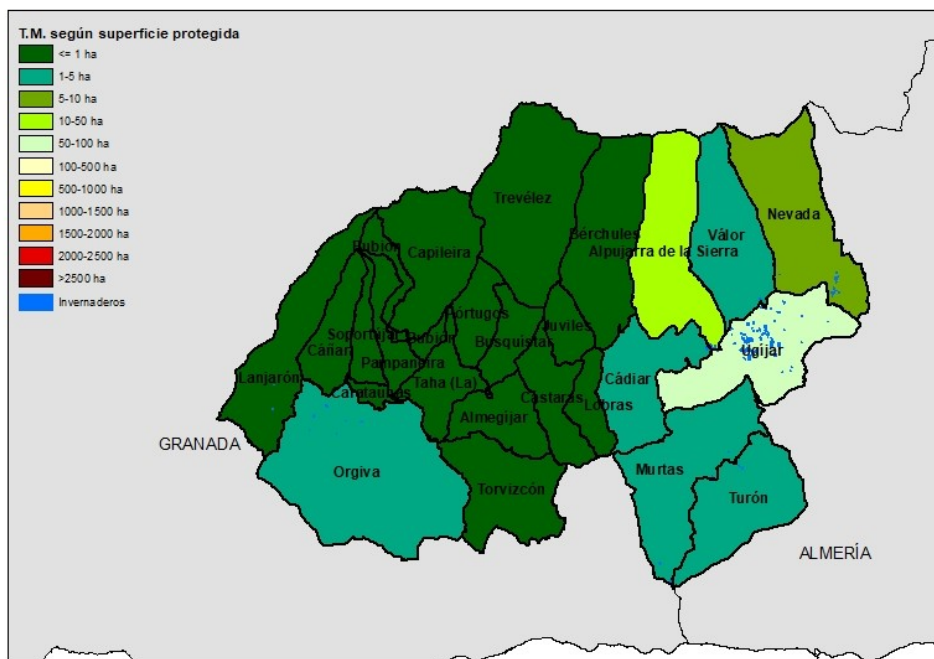 T.M. según superficie protegida
<= 1 ha
1-5 ha
5-10 ha
10-50 ha
50-100 ha
100-500 ha
500-1000 ha
1000-1500 ha
1500-2000 ha
2000-2500 ha
>2500 ha
Invernaderos
Trevélez
Nevada
Bérchules
Válor
Bubión
Capileira
Alpujarra de la Sierra
Pórtugos
Juviles
Soportújar
Bubión
Busquístar
Ugíjar
Cáñar
Pampaneira
Lanjarón
Taha (La)
Cádiar
Carataunas
Cástaras
Lobras
Almegíjar
GRANADA
Orgiva
Murtas
Torvizcón
Turón
ALMERÍA